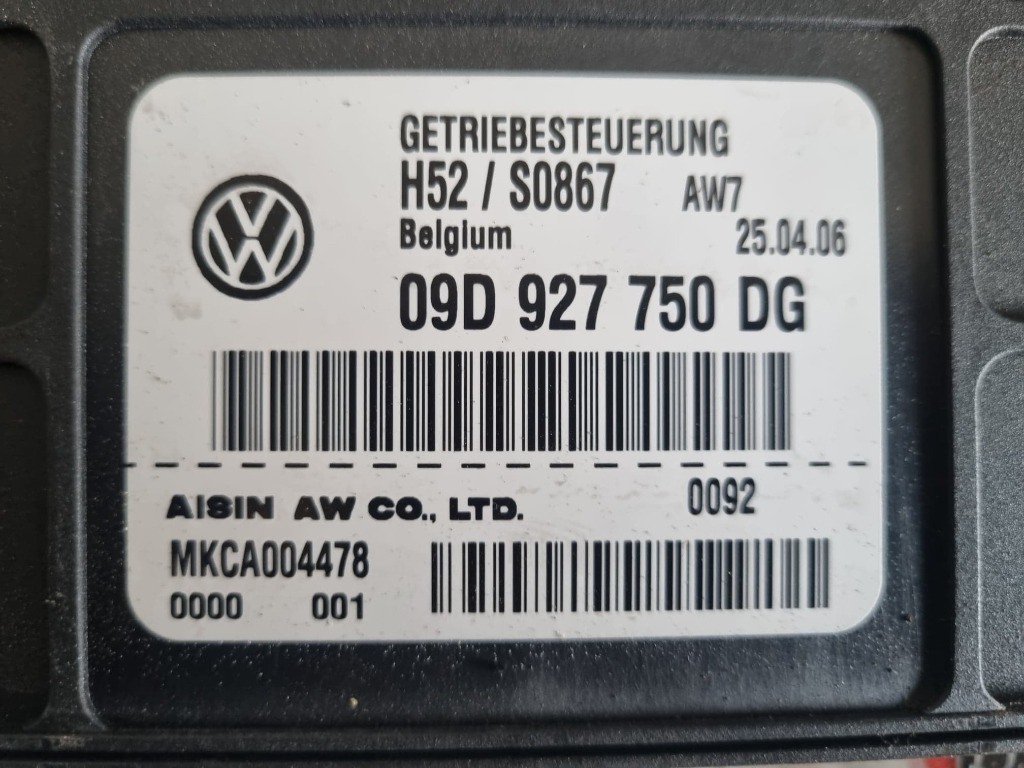 GETRIEBESTEUERUNG
H52 / S0867 AW7
Belgium 25.04.06
09D 927 750 DG
AISIN AW CO., LTD. 0092
MKCA004478
0000 001